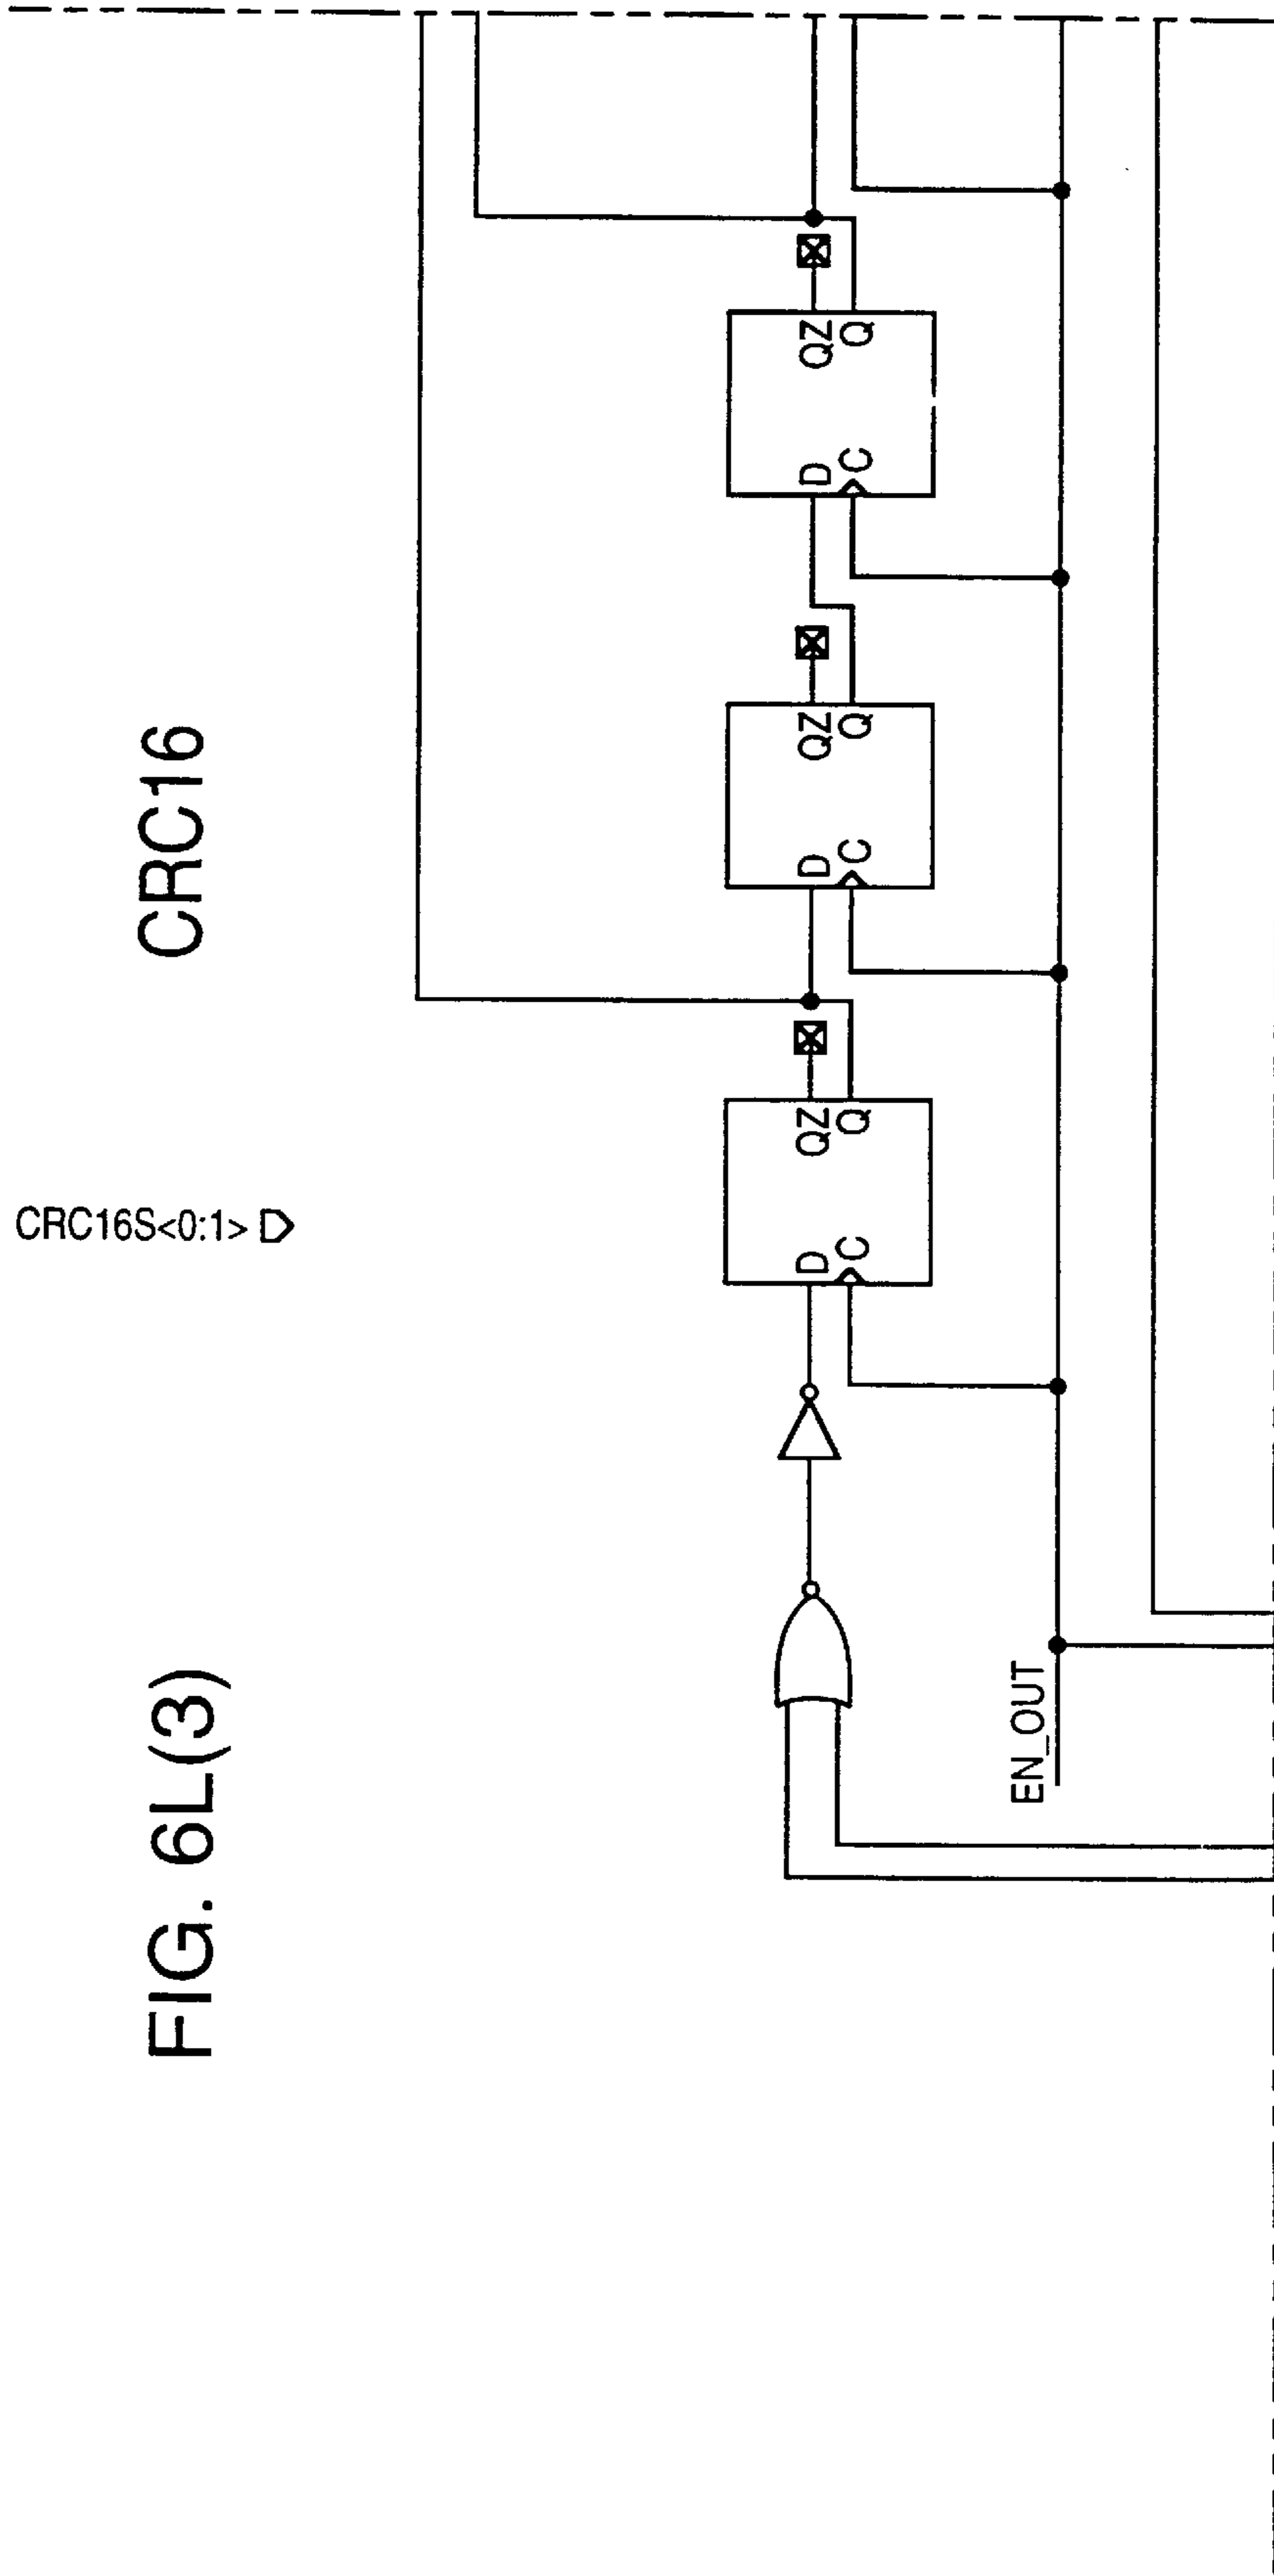 FIG. 6L(3)
CRC16
CRC16S<0:1>
D
C
QZ
Q
D
C
QZ
Q
D
C
QZ
Q
EN_OUT